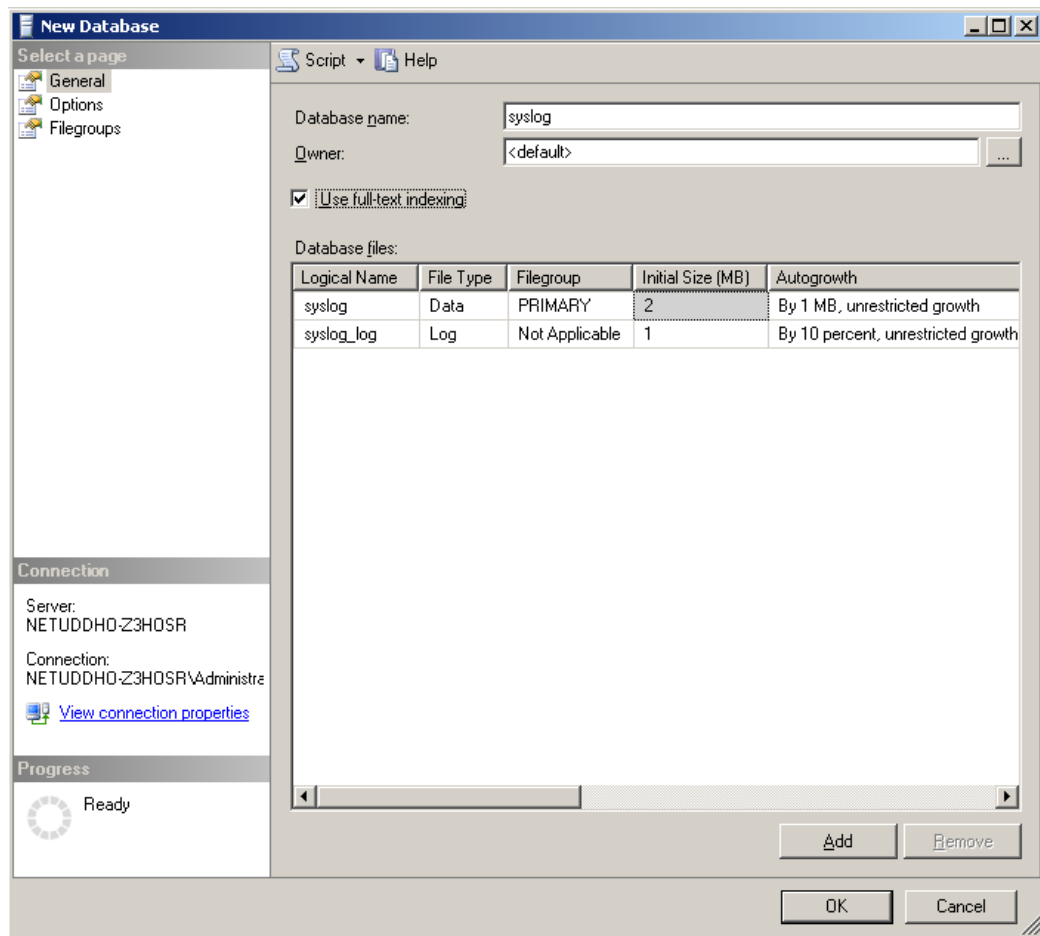 New Database
Select a page
General
Options
Filegroups
Script Help
Database name: syslog
Owner: <default> ...
Use full-text indexing
Database files:
Logical Name File Type Filegroup Initial Size (MB) Autogrowth
syslog Data PRIMARY 2 By 1 MB, unrestricted growth
syslog_log Log Not Applicable 1 By 10 percent, unrestricted growth
Connection
Server:
NETUDDHO-Z3HOSR
Connection:
NETUDDHO-Z3HOSR\Administra
View connection properties
Progress
Ready
Add Remove
OK Cancel